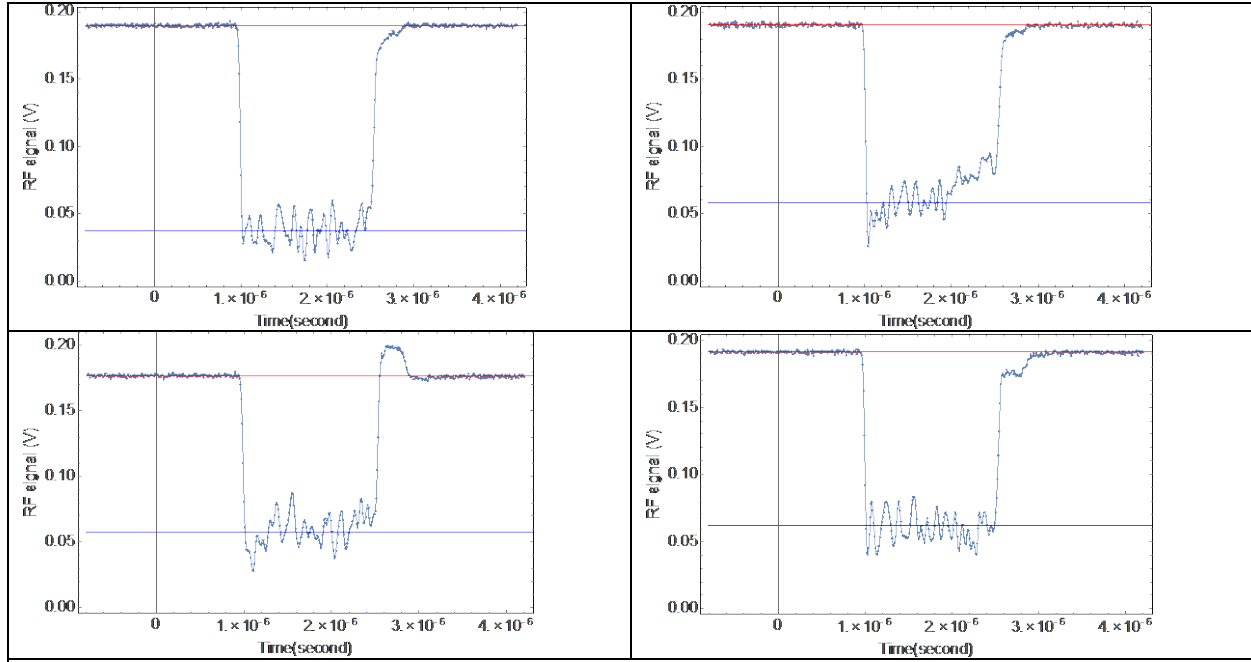 0.20
0.15
0.10
0.05
0.00
RF signal (V)
0
1. × 10⁻⁶
2. × 10⁻⁶
3. × 10⁻⁶
4. × 10⁻⁶
Time(second)
0.20
0.15
0.10
0.05
0.00
RF signal (V)
0
1. × 10⁻⁶
2. × 10⁻⁶
3. × 10⁻⁶
4. × 10⁻⁶
Time(second)
0.20
0.15
0.10
0.05
0.00
RF signal (V)
0
1. × 10⁻⁶
2. × 10⁻⁶
3. × 10⁻⁶
4. × 10⁻⁶
Time(second)
0.20
0.15
0.10
0.05
0.00
RF signal (V)
0
1. × 10⁻⁶
2. × 10⁻⁶
3. × 10⁻⁶
4. × 10⁻⁶
Time(second)